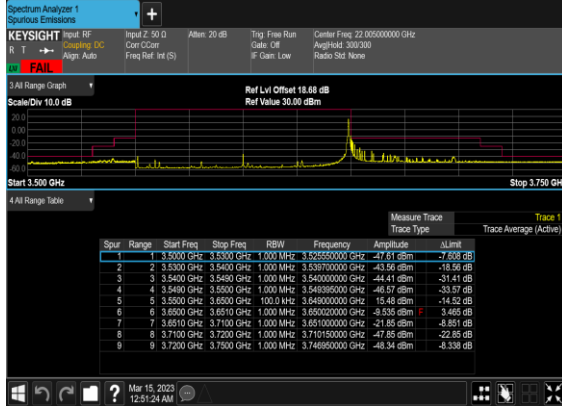 Spectrum Analyzer 1
Spurious Emissions
+
KEYSIGHT Input: RF Input Z: 50 Ω Atten: 20 dB Trig: Free Run Center Freq: 22.005000000 GHz
R T Coupling: DC Corr CCorr Gate: Off Avg|Hold: 300/300
Align: Auto Freq Ref: Int (S) IF Gain: Low Radio Std: None
FAIL
3 All Range Graph
Ref Lvl Offset 18.68 dB
Scale/Div 10.0 dB Ref Value 30.00 dBm
20.0
0.00
-20.0
-40.0
-60.0
Start 3.500 GHz Stop 3.750 GH
4 All Range Table
Measure Trace Trace 1
Trace Type Trace Average (Active)
Spur Range Start Freq Stop Freq RBW Frequency Amplitude ΔLimit
1 1 3.5000 GHz 3.5300 GHz 1.000 MHz 3.525550000 GHz -47.61 dBm -7.608 dB
2 2 3.5300 GHz 3.5400 GHz 1.000 MHz 3.539700000 GHz -43.56 dBm -18.56 dB
3 3 3.5400 GHz 3.5490 GHz 1.000 MHz 3.540000000 GHz -44.41 dBm -31.41 dB
4 4 3.5490 GHz 3.5500 GHz 1.000 MHz 3.549395000 GHz -46.57 dBm -33.57 dB
5 5 3.5500 GHz 3.6500 GHz 100.0 kHz 3.649000000 GHz 15.48 dBm -14.52 dB
6 6 3.6500 GHz 3.6510 GHz 1.000 MHz 3.650020000 GHz -9.535 dBm F 3.465 dB
7 7 3.6510 GHz 3.7100 GHz 1.000 MHz 3.651000000 GHz -21.85 dBm -8.851 dB
8 8 3.7100 GHz 3.7200 GHz 1.000 MHz 3.710150000 GHz -47.85 dBm -22.85 dB
9 9 3.7200 GHz 3.7500 GHz 1.000 MHz 3.746950000 GHz -48.34 dBm -8.338 dB
? Mar 15, 2023
12:51:24 AM